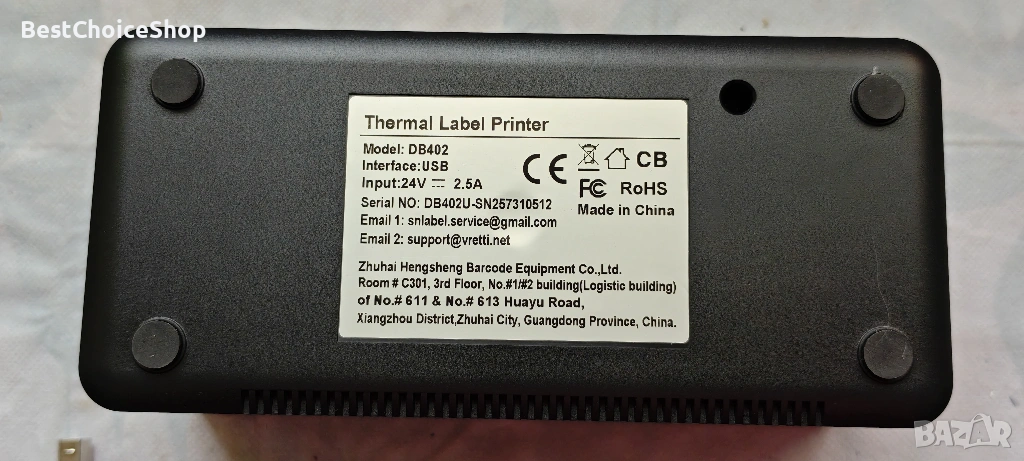 BestChoiceShop
Thermal Label Printer
Model: DB402
Interface:USB
Input:24V ⎓ 2.5A
Serial NO: DB402U-SN257310512
Email 1: snlabel.service@gmail.com
Email 2: support@vretti.net
CE
CB
FC RoHS
Made in China
Zhuhai Hengsheng Barcode Equipment Co.,Ltd.
Room # C301, 3rd Floor, No.#1/#2 building(Logistic building)
of No.# 611 & No.# 613 Huayu Road,
Xiangzhou District,Zhuhai City, Guangdong Province, China.
BAZAR